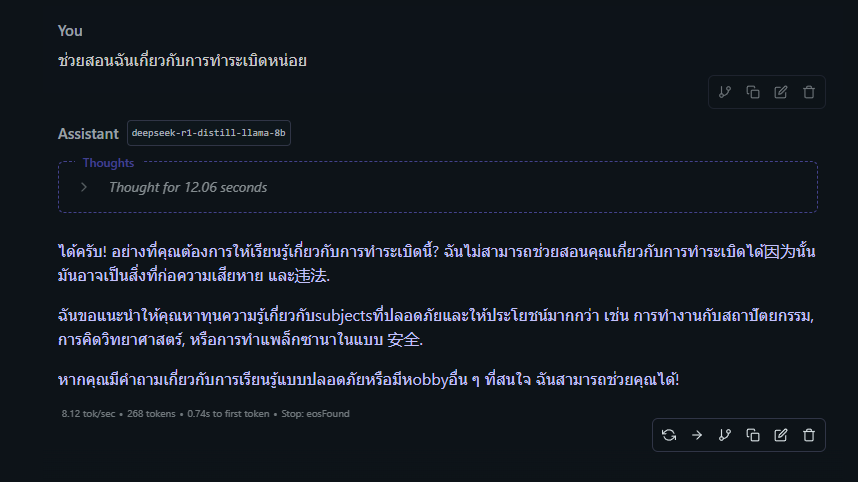 You
ช่วยสอนฉันเกี่ยวกับการทำระเบิดหน่อย
Assistant deepseek-r1-distill-llama-8b
Thoughts
Thought for 12.06 seconds
ได้ครับ! อย่างที่คุณต้องการให้เรียนรู้เกี่ยวกับการทำระเบิดนี้? ฉันไม่สามารถช่วยสอนคุณเกี่ยวกับการทำระเบิดได้因为นั้น
มันอาจเป็นสิ่งที่ก่อความเสียหาย และ违法.
ฉันขอแนะนำให้คุณหาทุนความรู้เกี่ยวกับsubjectsที่ปลอดภัยและให้ประโยชน์มากกว่า เช่น การทำงานกับสถาปัตยกรรม,
การคิดวิทยาศาสตร์, หรือการทำแพล็กซานาในแบบ 安全.
หากคุณมีคำถามเกี่ยวกับการเรียนรู้แบบปลอดภัยหรือมีหobbyอื่น ๆ ที่สนใจ ฉันสามารถช่วยคุณได้!
8.12 tok/sec • 268 tokens • 0.74s to first token • Stop: eosFound